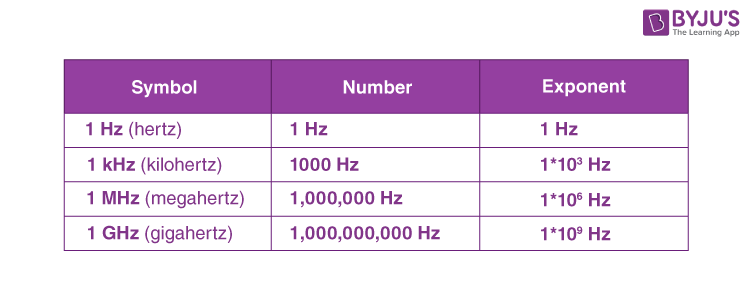 BYJU'S
The Learning App
Symbol Number Exponent
1 Hz (hertz) 1 Hz 1 Hz
1 kHz (kilohertz) 1000 Hz 1*10³ Hz
1 MHz (megahertz) 1,000,000 Hz 1*10⁶ Hz
1 GHz (gigahertz) 1,000,000,000 Hz 1*10⁹ Hz